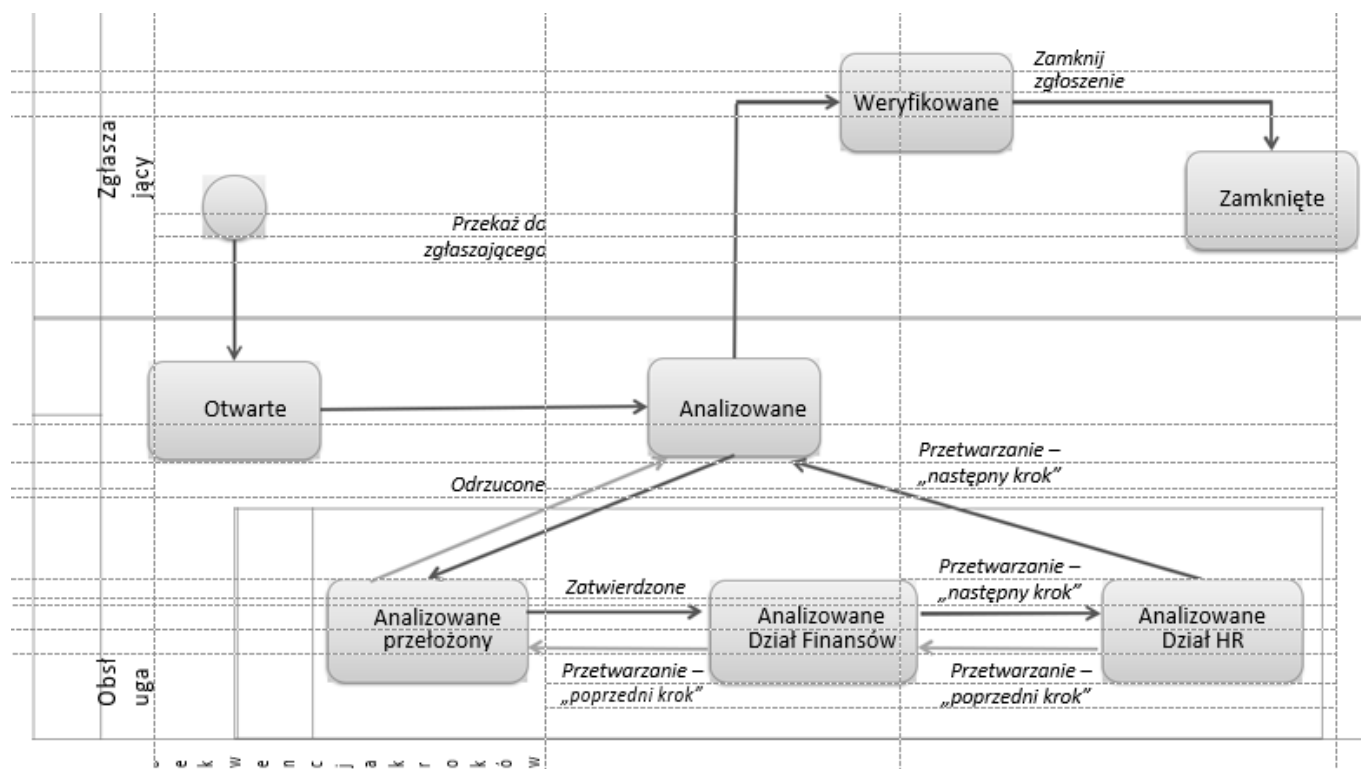 Zamknij
zgłoszenie
Weryfikowane
Zgłasza
jący
Zamknięte
Przekaż do
zgłaszającego
Otwarte
Analizowane
Przetwarzanie –
„następny krok”
Odrzucone
Zatwierdzone
Przetwarzanie –
„następny krok”
Analizowane
przełożony
Analizowane
Dział Finansów
Analizowane
Dział HR
Przetwarzanie –
„poprzedni krok”
Przetwarzanie –
„poprzedni krok”
Obsł
uga
e k w e n c j a k r o k ó w